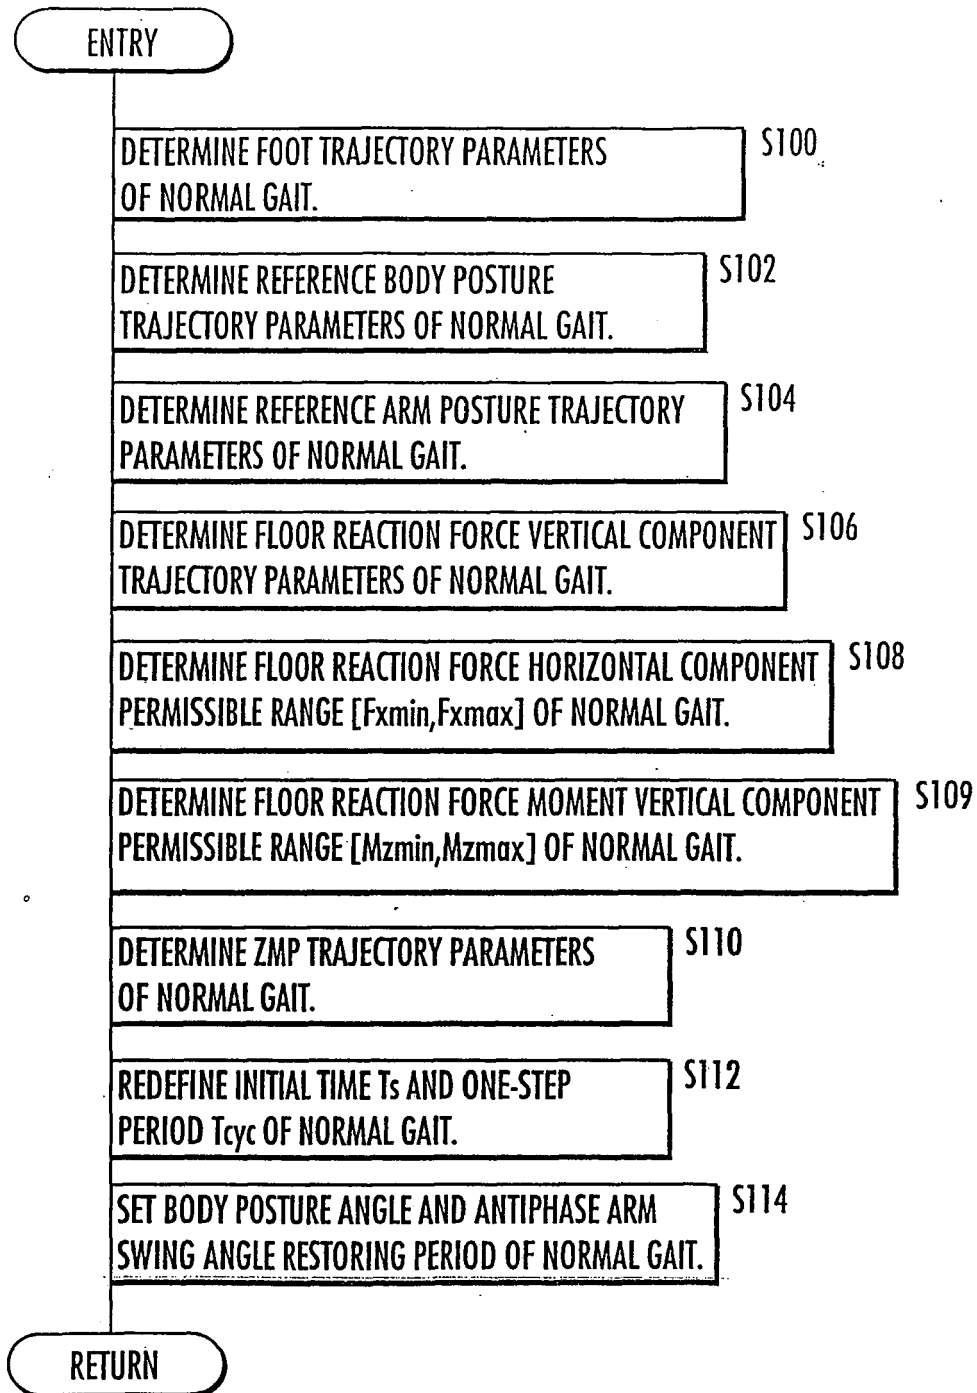 ENTRY
DETERMINE FOOT TRAJECTORY PARAMETERS
OF NORMAL GAIT.
S100
DETERMINE REFERENCE BODY POSTURE
TRAJECTORY PARAMETERS OF NORMAL GAIT.
S102
DETERMINE REFERENCE ARM POSTURE TRAJECTORY
PARAMETERS OF NORMAL GAIT.
S104
DETERMINE FLOOR REACTION FORCE VERTICAL COMPONENT
TRAJECTORY PARAMETERS OF NORMAL GAIT.
S106
DETERMINE FLOOR REACTION FORCE HORIZONTAL COMPONENT
PERMISSIBLE RANGE [Fxmin,Fxmax] OF NORMAL GAIT.
S108
DETERMINE FLOOR REACTION FORCE MOMENT VERTICAL COMPONENT
PERMISSIBLE RANGE [Mzmin,Mzmax] OF NORMAL GAIT.
S109
DETERMINE ZMP TRAJECTORY PARAMETERS
OF NORMAL GAIT.
S110
REDEFINE INITIAL TIME Ts AND ONE-STEP
PERIOD Tcyc OF NORMAL GAIT.
S112
SET BODY POSTURE ANGLE AND ANTIPHASE ARM
SWING ANGLE RESTORING PERIOD OF NORMAL GAIT.
S114
RETURN